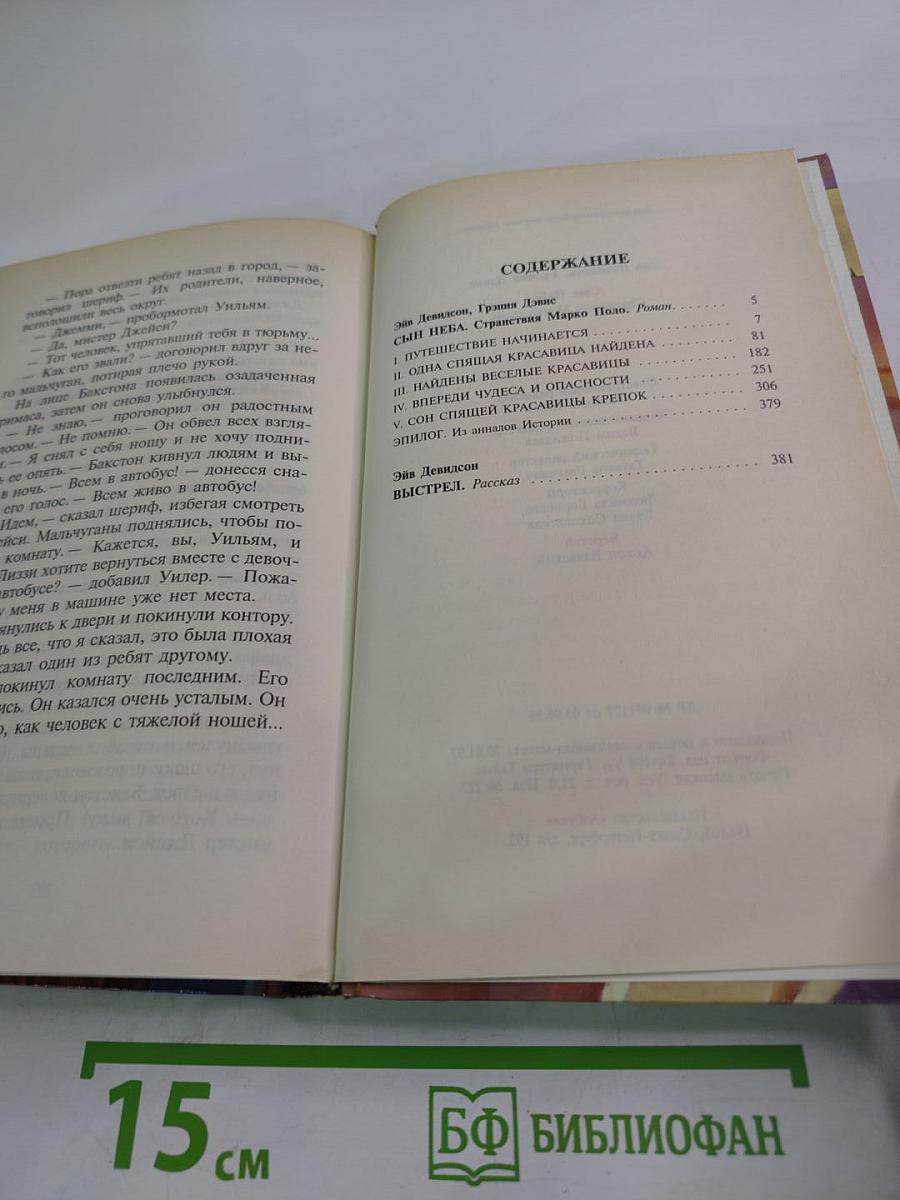 — Пора отвезти ребят назад в город, — за-
говорил шериф. — Их родители, наверное,
всполошили весь округ.
— Джемми, — пробормотал Уильям.
— Да, мистер Джейси?
— Тот человек, упрятавший тебя в тюрьму...
— Как его звали? — договорил вдруг за не-
го мальчуган, потирая плечо рукой.
На лице Бакстона появилась озадаченная
римаса, затем он снова улыбнулся.
— Не знаю, — проговорил он радостным
лосом. — Не помню. — Он обвел всех взгля-
— Я снял с себя ношу и не хочу подни-
ь ее опять. — Бакстон кивнул людям и вы-
в ночь. — Всем в автобус! — донесся сна-
его голос. — Всем живо в автобус!
Идем, — сказал шериф, избегая смотреть
ейси. Мальчуганы поднялись, чтобы по-
комнату. — Кажется, вы, Уильям, и
Лиззи хотите вернуться вместе с девоч-
автобусе? — добавил Уилер. — Пожа-
у меня в машине уже нет места.
янулись к двери и покинули контору.
дь все, что я сказал, это была плохая
казал один из ребят другому.
покинул комнату последним. Его
ись. Он казался очень усталым. Он
о, как человек с тяжелой ношей...
СОДЕРЖАНИЕ
Эйв Девидсон, Грэния Дэвис
СЫН НЕБА. Странствия Марко Поло. Роман. . . . . . . 5
I. ПУТЕШЕСТВИЕ НАЧИНАЕТСЯ . . . . . . . . . . . . 7
II. ОДНА СПЯЩАЯ КРАСАВИЦА НАЙДЕНА . . . . . . . . 81
III. НАЙДЕНЫ ВЕСЕЛЫЕ КРАСАВИЦЫ . . . . . . . . . 182
IV. ВПЕРЕДИ ЧУДЕСА И ОПАСНОСТИ . . . . . . . . . 251
V. СОН СПЯЩЕЙ КРАСАВИЦЫ КРЕПОК . . . . . . . . . 306
ЭПИЛОГ. Из анналов Истории . . . . . . . . . . . . 379
Эйв Девидсон
ВЫСТРЕЛ. Рассказ . . . . . . . . . . . . . . . . 381
15 см
БФ БИБЛИОФАН